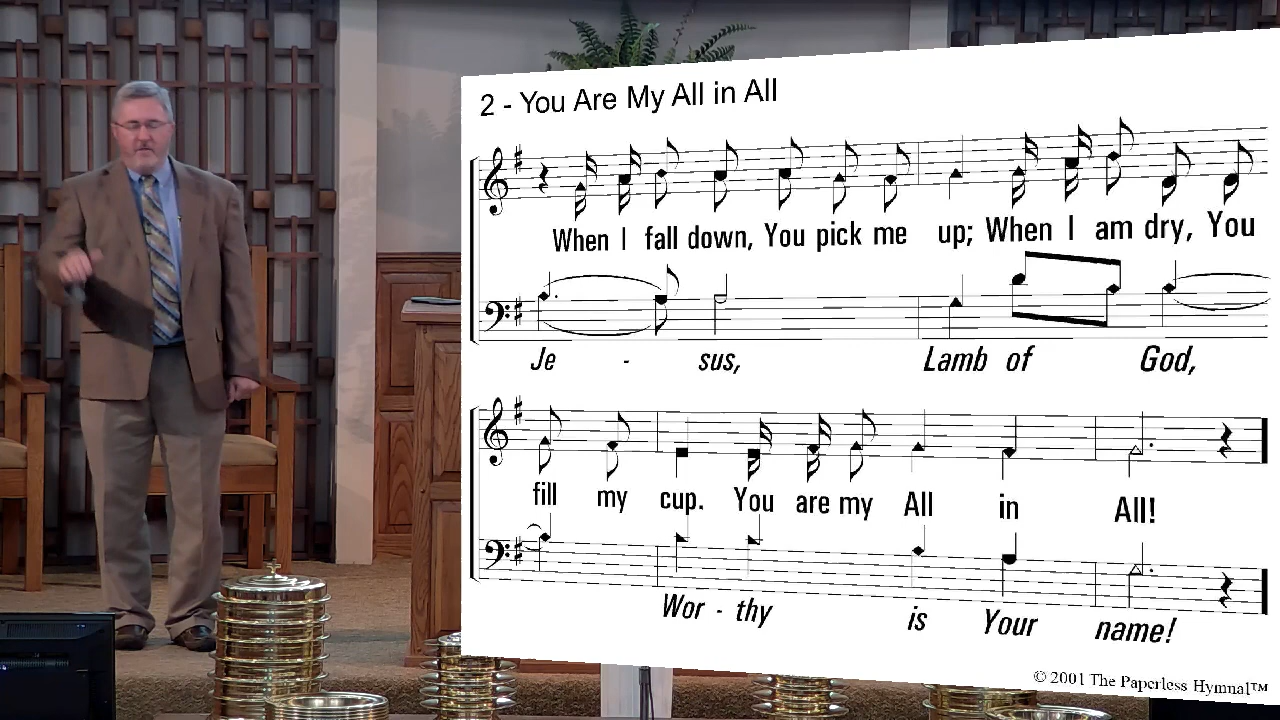 2 - You Are My All in All
When I fall down, You pick me up; When I am dry, You
Je - sus, Lamb of God,
fill my cup. You are my All in All!
Wor - thy is Your name!
© 2001 The Paperless Hymnal™